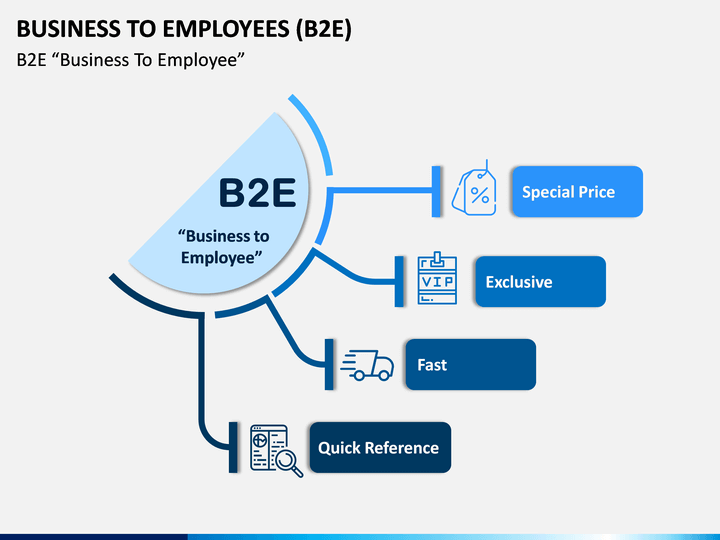 BUSINESS TO EMPLOYEES (B2E)
B2E “Business To Employee”
B2E
“Business to
Employee”
Special Price
VIP
Exclusive
Fast
Quick Reference